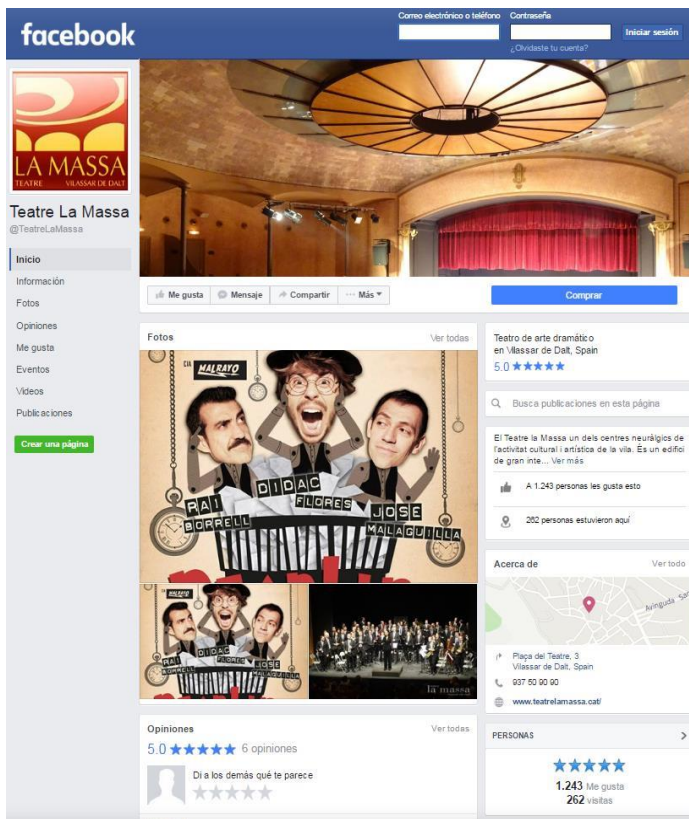 Correo electrónico o teléfono Contraseña
facebook
Iniciar sesión
¿Olvidaste tu cuenta?
LA MASSA
TEATRE VILASSAR DE DALT
Teatre La Massa
@TeatreLaMassa
Inicio
Información
Fotos
Opiniones
Me gusta
Eventos
Videos
Publicaciones
Crear una página
Me gusta Mensaje Compartir Más
Comprar
Fotos Ver todas
CIA MALRAYO
RAI
BORRELL
DIDAC
FLORES
JOSE
MALAGUILLA
MALRAYO
RAI
BORRELL
DIDAC
FLORES
JOSE
MALAGUILLA
la massa
Opiniones Ver todas
5.0 6 opiniones
Di a los demás qué te parece
Teatro de arte dramático
en Vilassar de Dalt, Spain
5.0
Busca publicaciones en esta página
El Teatre la Massa un dels centres neuràlgics de
l'activitat cultural i artística de la vila. És un edifici
de gran inte... Ver más
A 1.243 personas les gusta esto
262 personas estuvieron aquí
Acerca de Ver todo
Avinguda San
Plaça del Teatre, 3
Vilassar de Dalt, Spain
937 50 90 90
www.teatrelamassa.cat/
PERSONAS
1.243 Me gusta
262 visitas